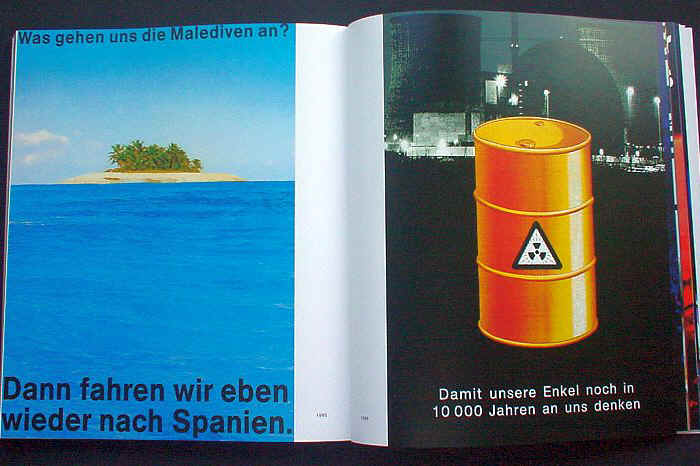 Was gehen uns die Malediven an?
Dann fahren wir eben
wieder nach Spanien.
Damit unsere Enkel noch in
10 000 Jahren an uns denken